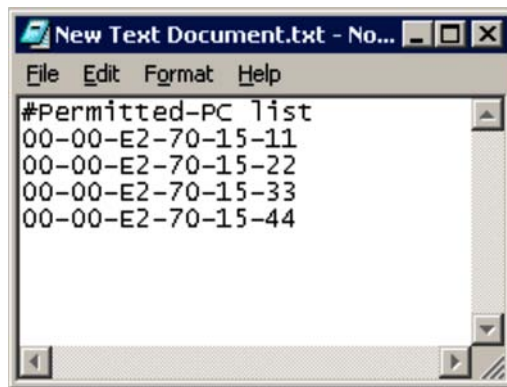 New Text Document.txt - No...
File Edit Format Help
#Permitted-PC list
00-00-E2-70-15-11
00-00-E2-70-15-22
00-00-E2-70-15-33
00-00-E2-70-15-44